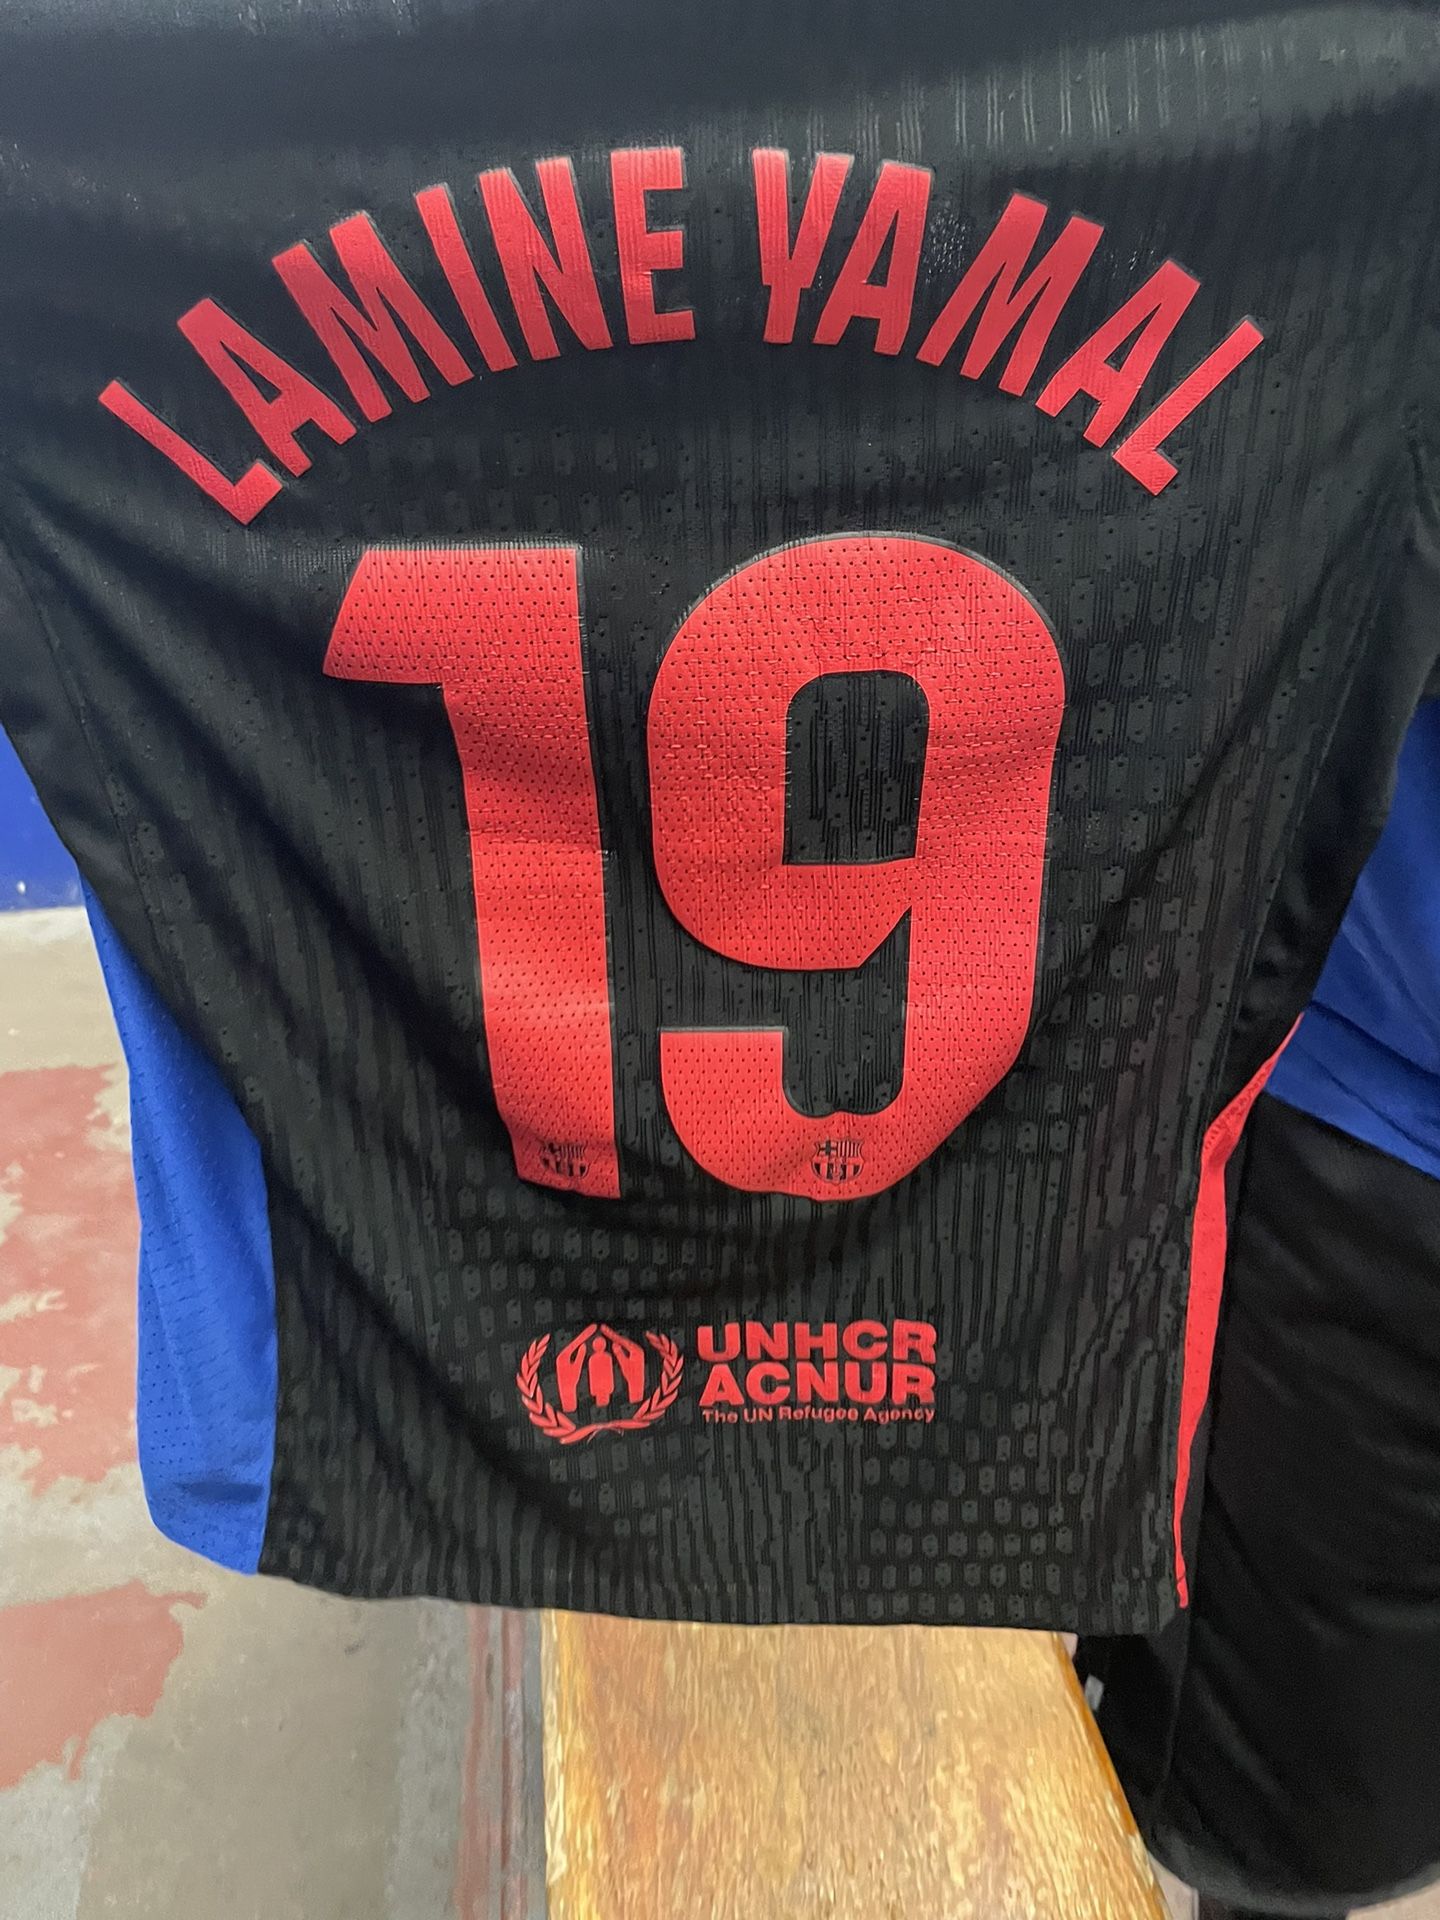 LAMINE YAMAL
19
UNHCR
ACNUR
The UN Refugee Agency